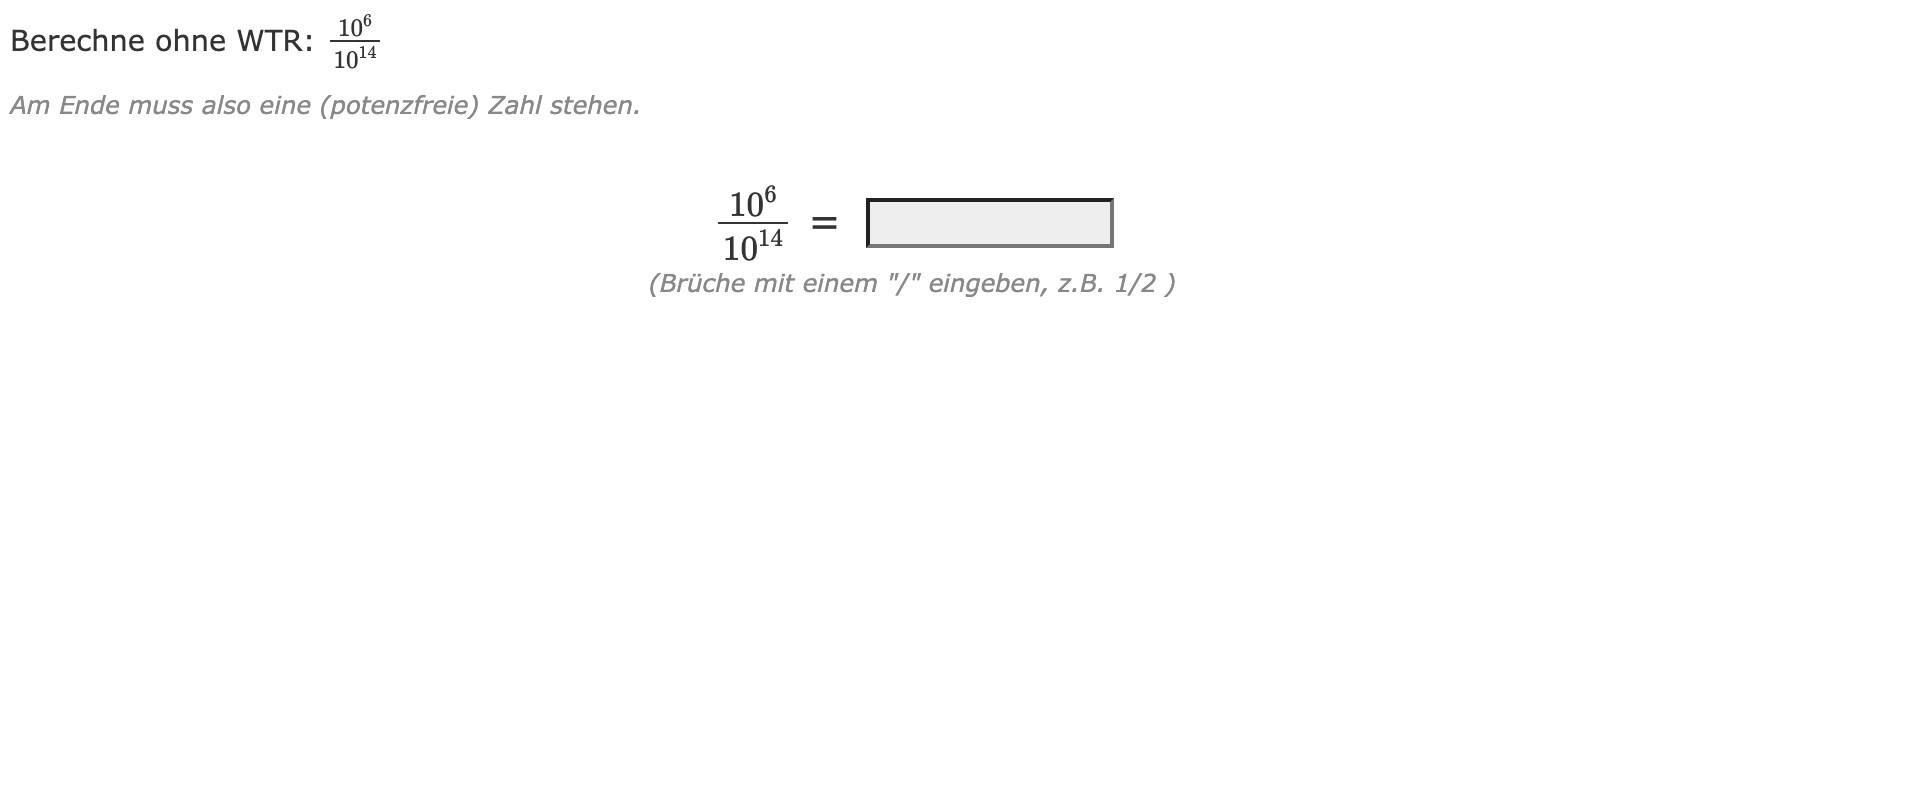 Berechne ohne WTR: \frac{10^6}{10^{14}}
Am Ende muss also eine (potenzfreie) Zahl stehen.
\frac{10^6}{10^{14}} =
(Brüche mit einem "/" eingeben, z.B. 1/2 )